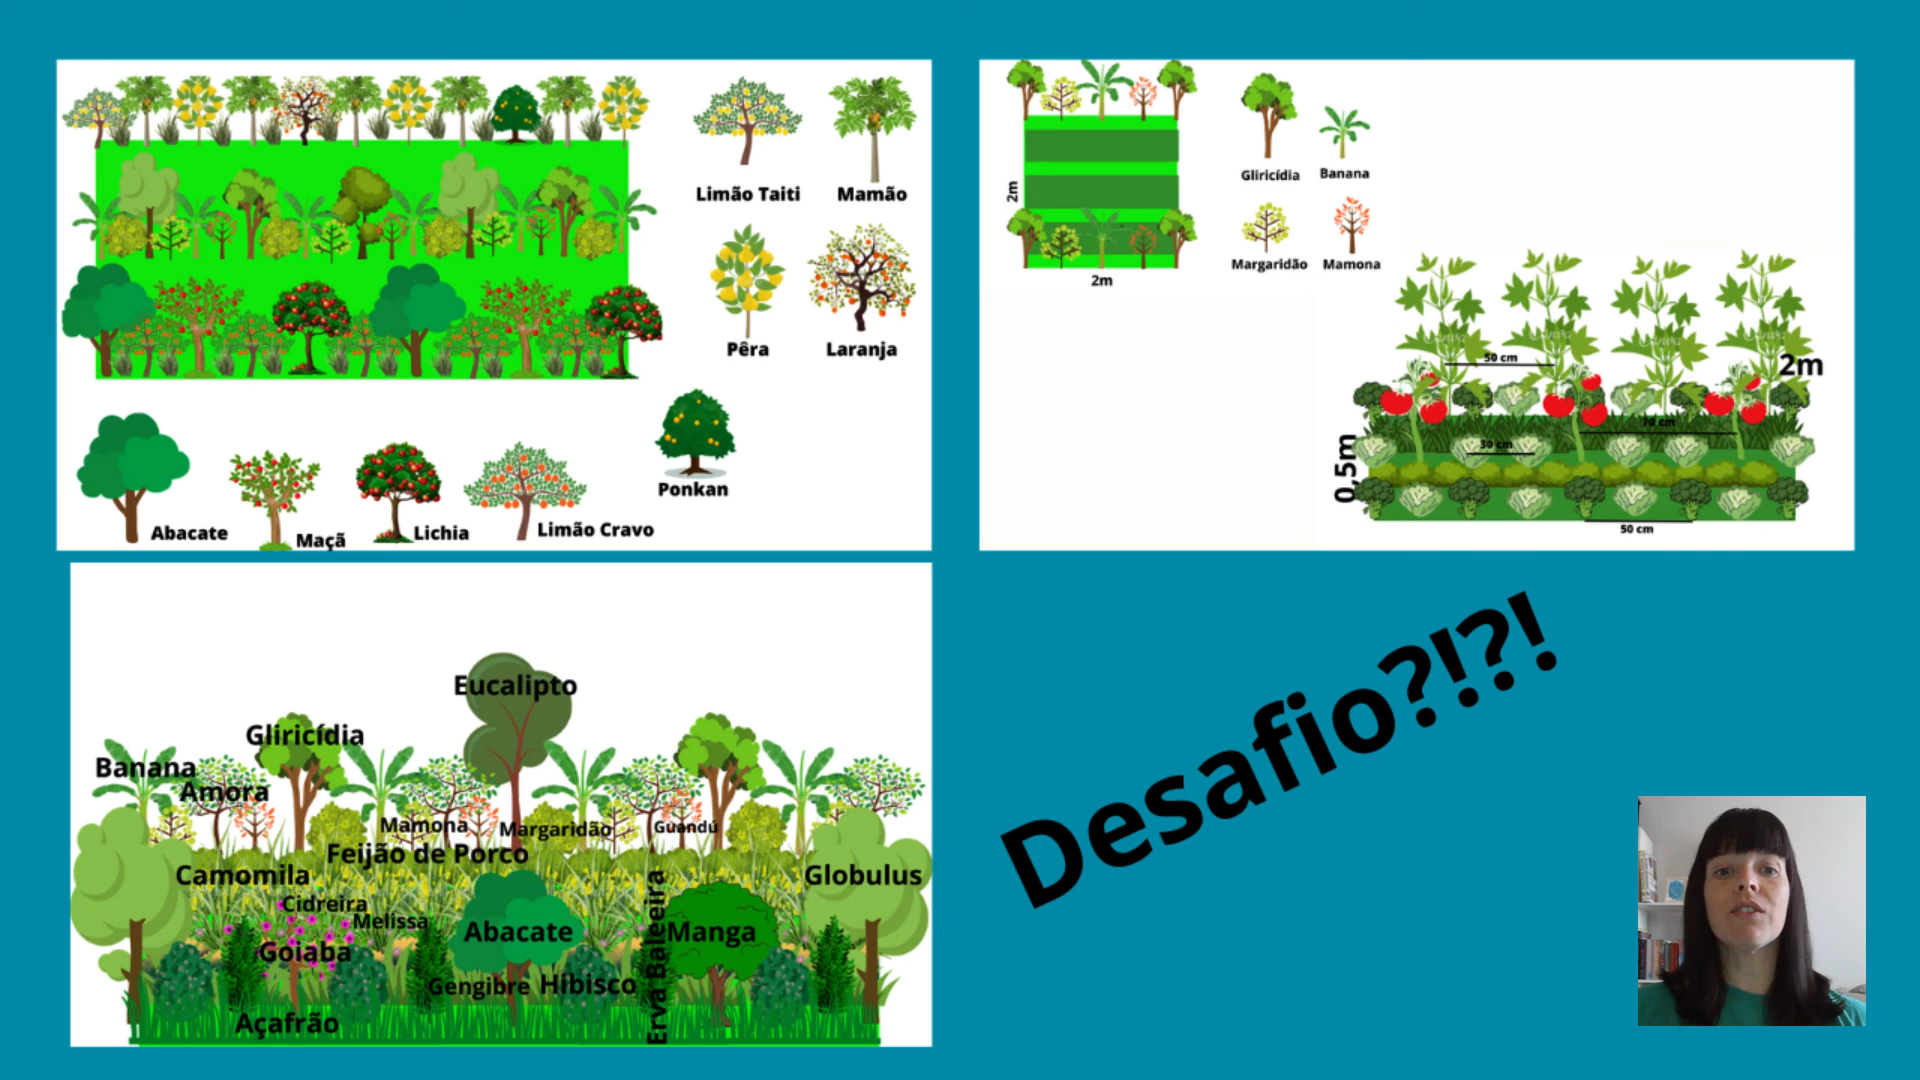 Limão Taiti
Mamão
Pêra
Laranja
Ponkan
Abacate
Maçã
Lichia
Limão Cravo
2m
2m
Gliricídia
Banana
Margaridão
Mamona
50 cm
2m
70 cm
30 cm
0,5m
50 cm
Eucalipto
Gliricídia
Banana
Amora
Mamona
Margaridão
Guandú
Feijão de Porco
Camomila
Globulus
Cidreira
Melissa
Abacate
Manga
Goiaba
Gengibre
Hibisco
Erva Baleeira
Açafrão
Desafio?!?!